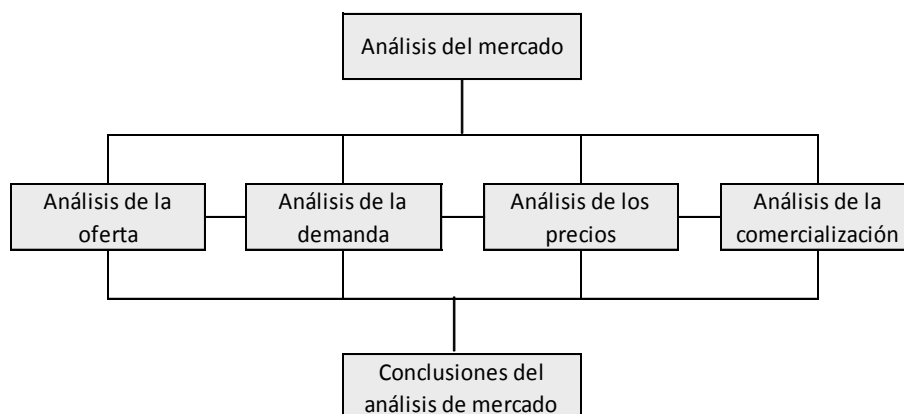 Análisis del mercado
Análisis de la
oferta
Análisis de la
demanda
Análisis de los
precios
Análisis de la
comercialización
Conclusiones del
análisis de mercado